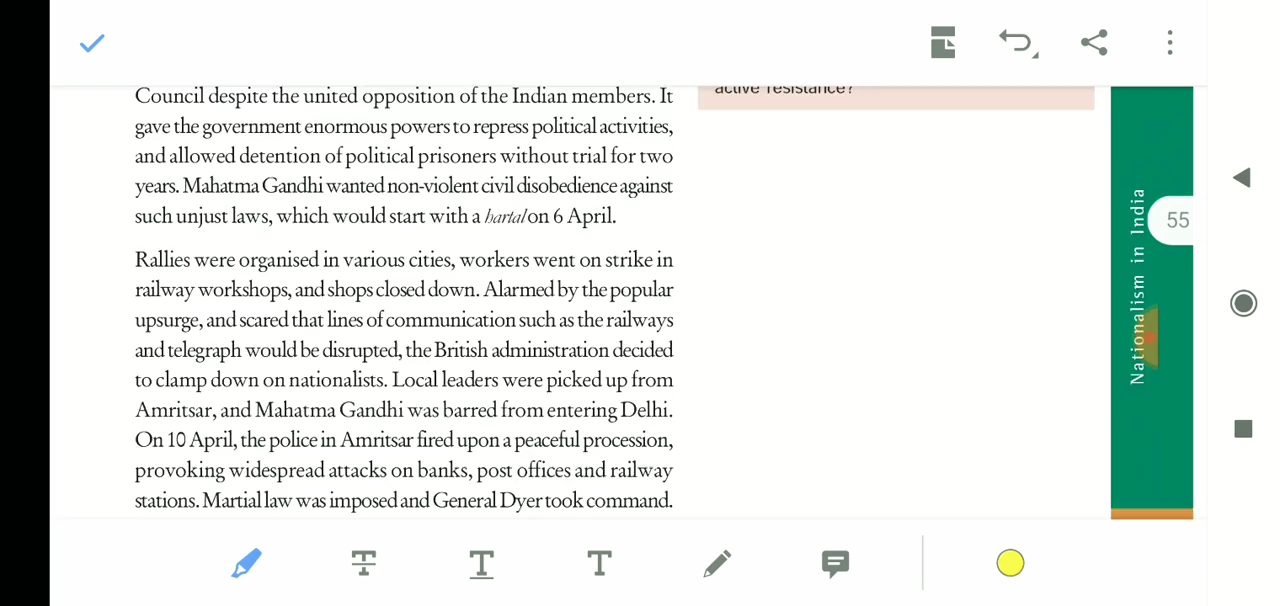 active resistance?
Council despite the united opposition of the Indian members. It
gave the government enormous powers to repress political activities,
and allowed detention of political prisoners without trial for two
years. Mahatma Gandhi wanted non-violent civil disobedience against
such unjust laws, which would start with a hartal on 6 April.
Rallies were organised in various cities, workers went on strike in
railway workshops, and shops closed down. Alarmed by the popular
upsurge, and scared that lines of communication such as the railways
and telegraph would be disrupted, the British administration decided
to clamp down on nationalists. Local leaders were picked up from
Amritsar, and Mahatma Gandhi was barred from entering Delhi.
On 10 April, the police in Amritsar fired upon a peaceful procession,
provoking widespread attacks on banks, post offices and railway
stations. Martial law was imposed and General Dyer took command.
Nationalism in India
55
T
T
T